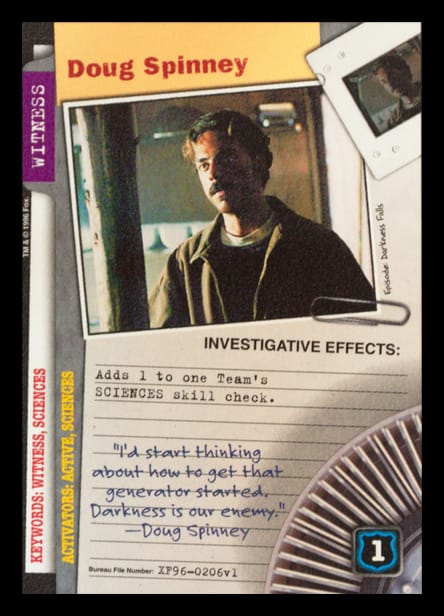 Doug Spinney
WITNESS
TM & © 1996 Fox.
Episode: Darkness Falls
INVESTIGATIVE EFFECTS:
Adds 1 to one Team's
SCIENCES skill check.
KEYWORDS: WITNESS, SCIENCES
ACTIVATORS: ACTIVE, SCIENCES
"I'd start thinking
about how to get that
generator started.
Darkness is our enemy."
—Doug Spinney
Bureau File Number: XF96-0206v1
1